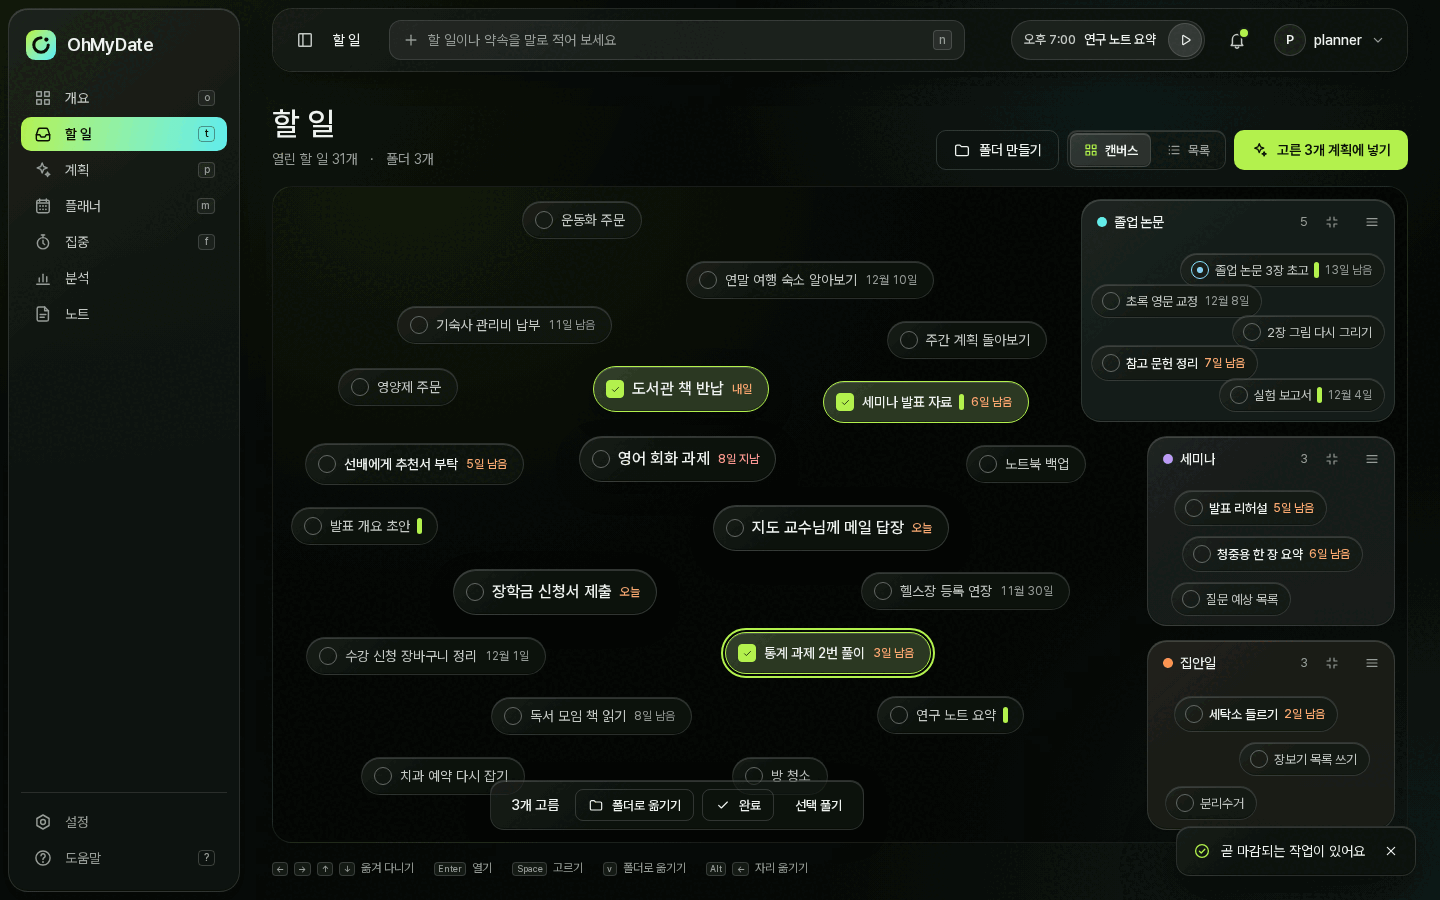 OhMyDate
개요 o
할 일 t
계획 p
플래너 m
집중 f
분석
노트
설정
도움말 ?
할 일
할 일이나 약속을 말로 적어 보세요 n
오후 7:00 연구 노트 요약
P planner
할 일
열린 할 일 31개 · 폴더 3개
폴더 만들기
캔버스
목록
고른 3개 계획에 넣기
운동화 주문
연말 여행 숙소 알아보기 12월 10일
기숙사 관리비 납부 11일 남음
주간 계획 돌아보기
영양제 주문
도서관 책 반납 내일
세미나 발표 자료 6일 남음
선배에게 추천서 부탁 5일 남음
영어 회화 과제 8일 지남
노트북 백업
발표 개요 초안
지도 교수님께 메일 답장 오늘
장학금 신청서 제출 오늘
헬스장 등록 연장 11월 30일
수강 신청 장바구니 정리 12월 1일
통계 과제 2번 풀이 3일 남음
독서 모임 책 읽기 8일 남음
연구 노트 요약
치과 예약 다시 잡기
방 청소
졸업 논문 5
졸업 논문 3장 초고 13일 남음
초록 영문 교정 12월 8일
2장 그림 다시 그리기
참고 문헌 정리 7일 남음
실험 보고서 12월 4일
세미나 3
발표 리허설 5일 남음
청중용 한 장 요약 6일 남음
질문 예상 목록
집안일 3
세탁소 들르기 2일 남음
장보기 목록 쓰기
분리수거
3개 고름
폴더로 옮기기
완료
선택 풀기
← → ↑ ↓ 옮겨 다니기 Enter 열기 Space 고르기 v 폴더로 옮기기 Alt ← 자리 옮기기
곧 마감되는 작업이 있어요